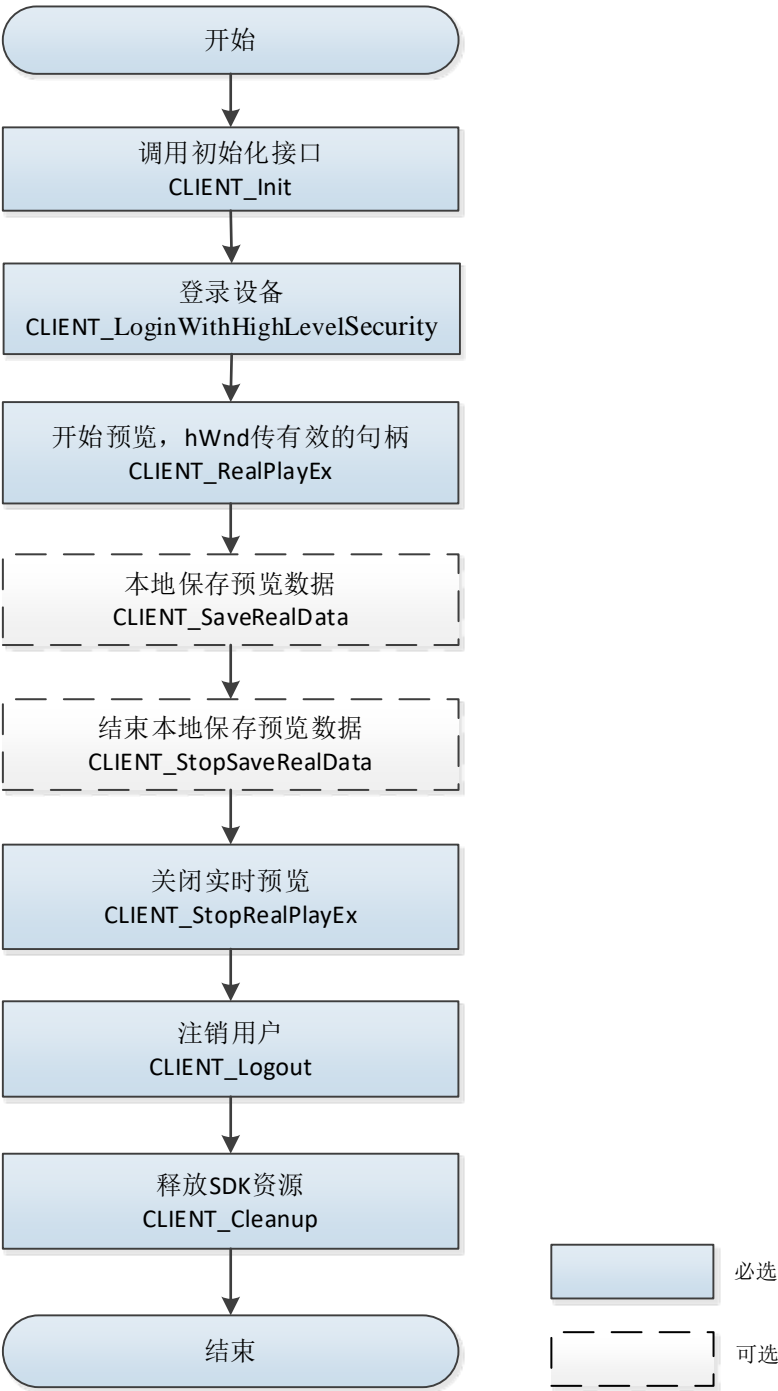 开始
调用初始化接口
CLIENT_Init
登录设备
CLIENT_LoginWithHighLevelSecurity
开始预览，hWnd传有效的句柄
CLIENT_RealPlayEx
本地保存预览数据
CLIENT_SaveRealData
结束本地保存预览数据
CLIENT_StopSaveRealData
关闭实时预览
CLIENT_StopRealPlayEx
注销用户
CLIENT_Logout
释放SDK资源
CLIENT_Cleanup
结束
必选
可选